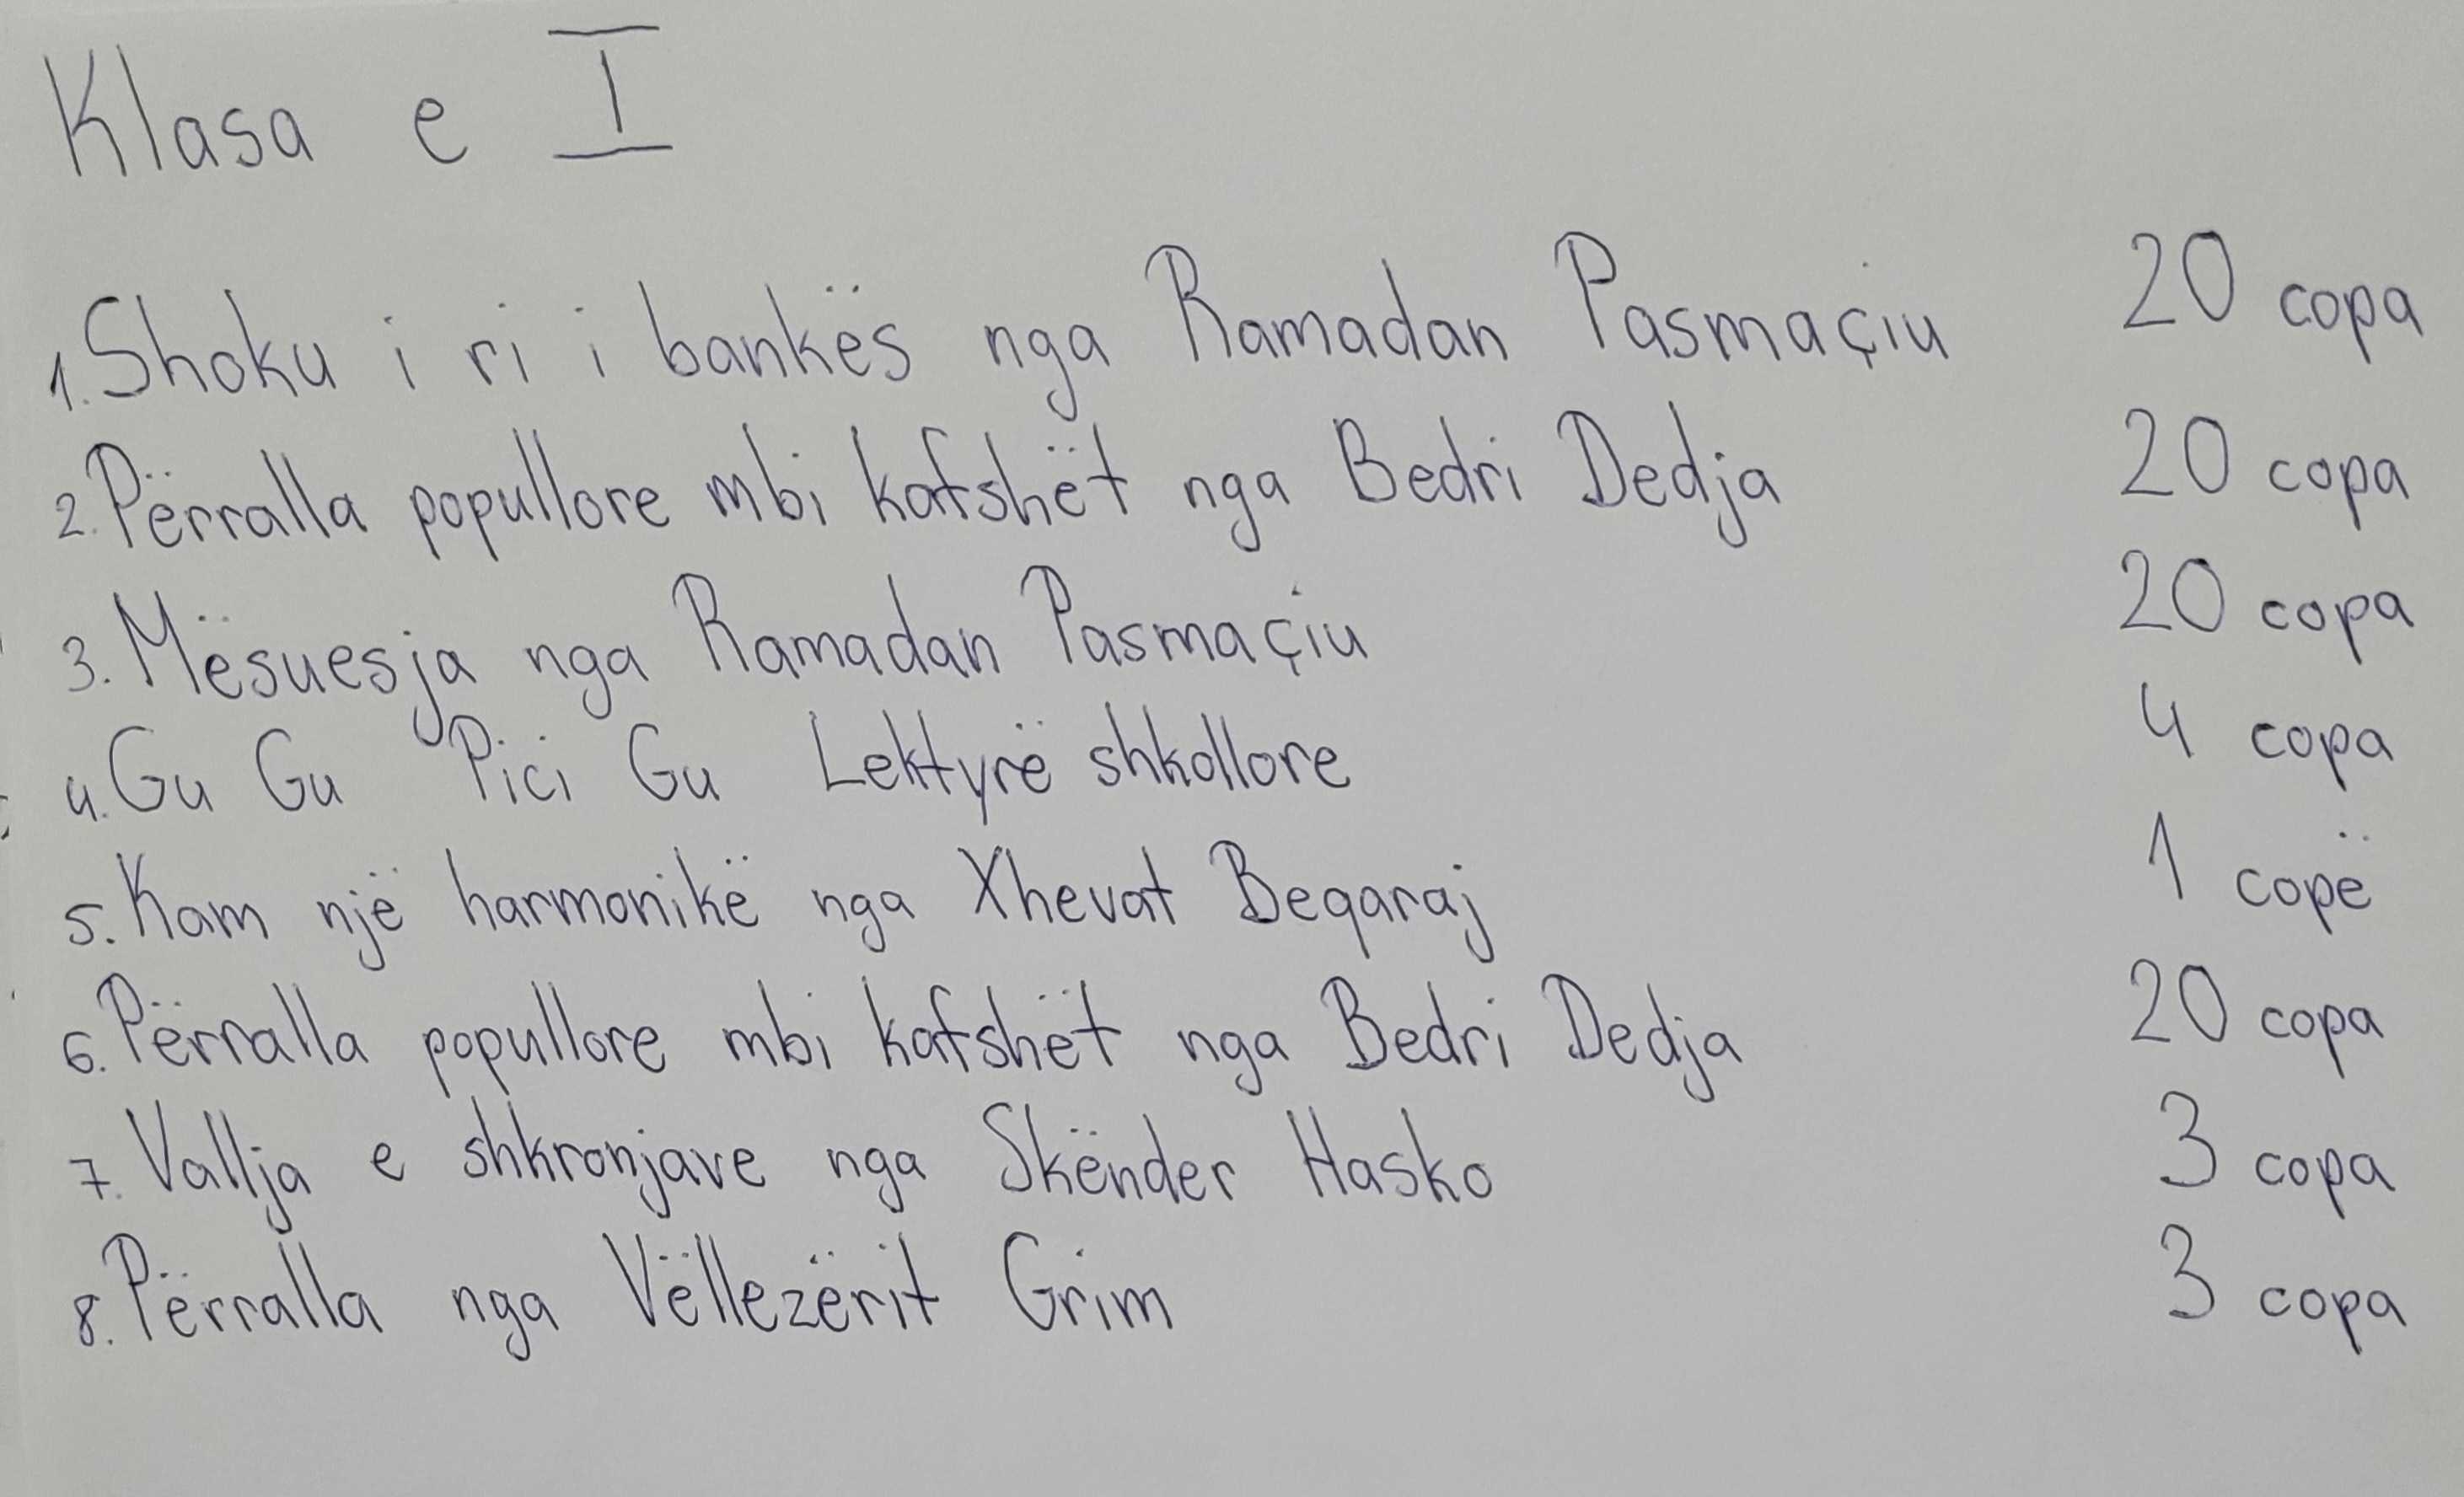 Klasa e I
1. Shoku i ri i bankës nga Ramadan Pasmaçiu 20 copa
2. Përralla popullore mbi kafshët nga Bedri Dedja 20 copa
3. Mësuesja nga Ramadan Pasmaçiu 20 copa
4. Gu Gu Pici Gu Lektyrë shkollore 4 copa
5. Kam një harmonikë nga Xhevat Beqaraj 1 copë
6. Përralla popullore mbi kafshët nga Bedri Dedja 20 copa
7. Vallja e shkronjave nga Skënder Hasko 3 copa
8. Përralla nga Vëllezërit Grim 3 copa